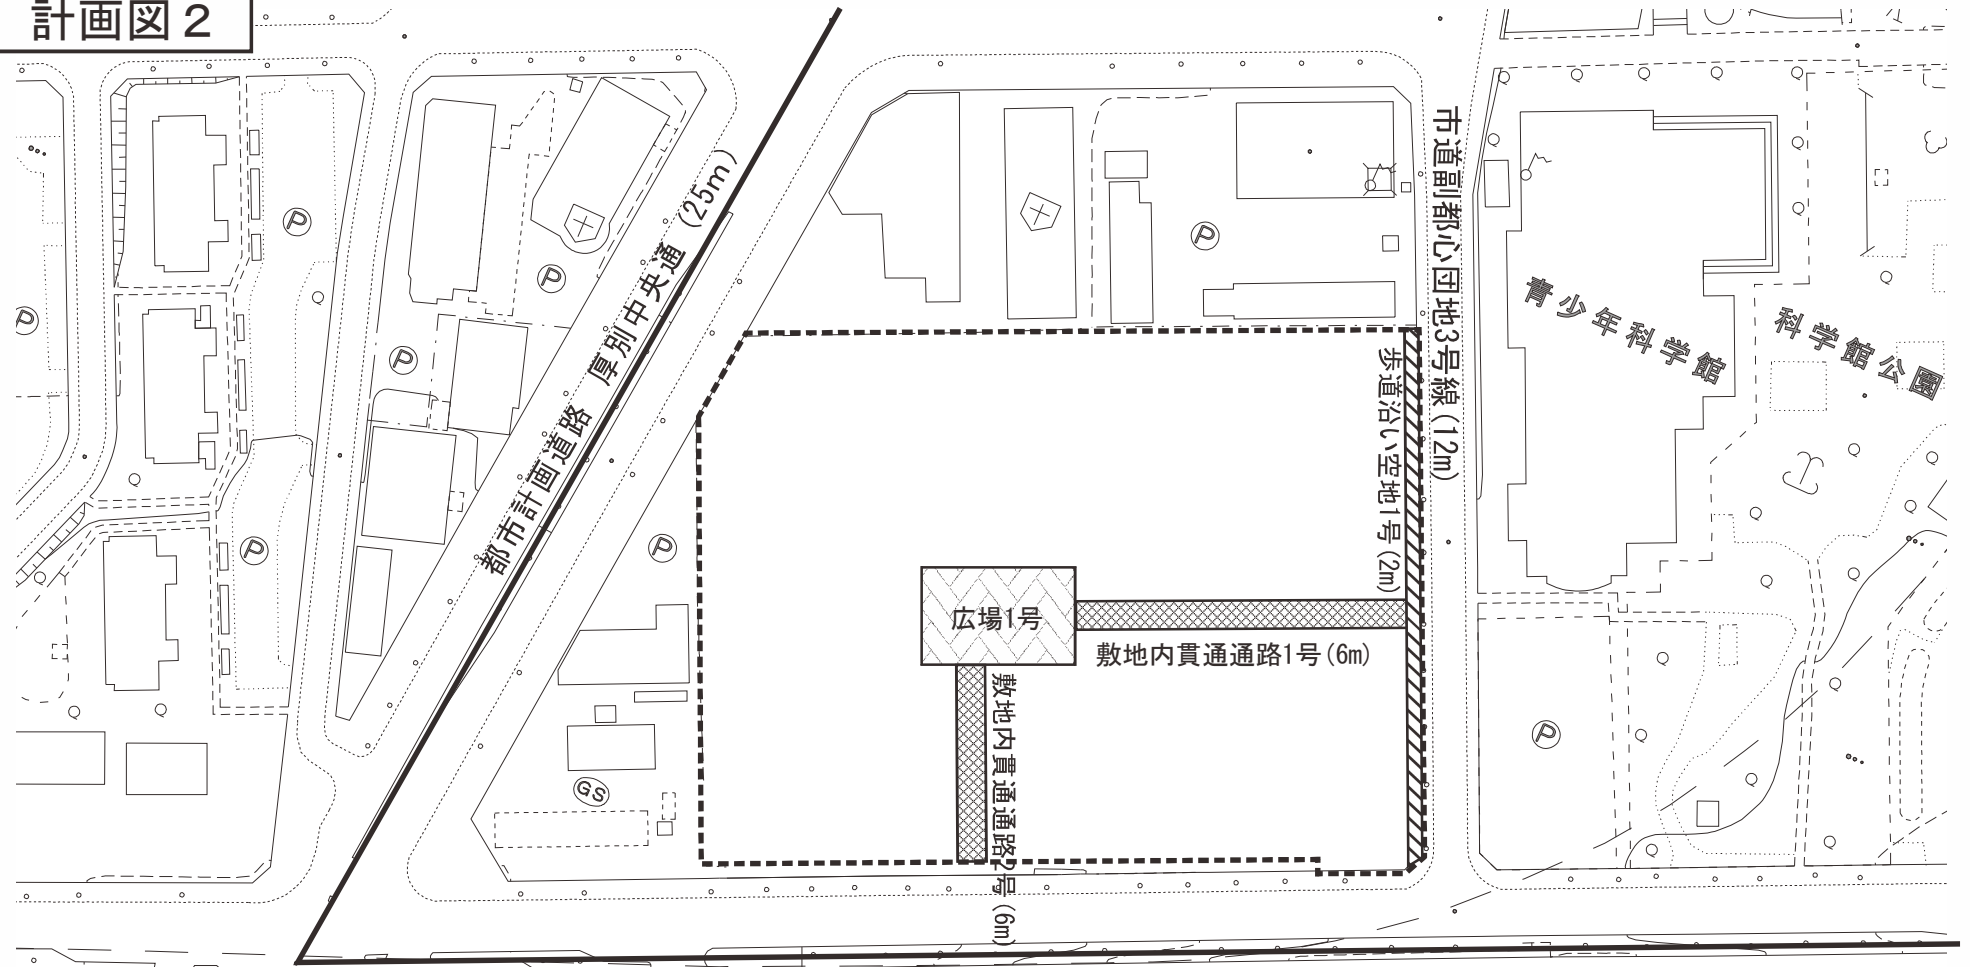 計画図２
都市計画道路 厚別中央通 (25m)
市道副都心団地3号線(12m)
歩道沿い空地1号(2m)
青少年科学館
科学館公園
広場1号
敷地内貫通通路1号(6m)
敷地内貫通通路2号(6m)
P
P
P
P
P
P
P
P
P
GS